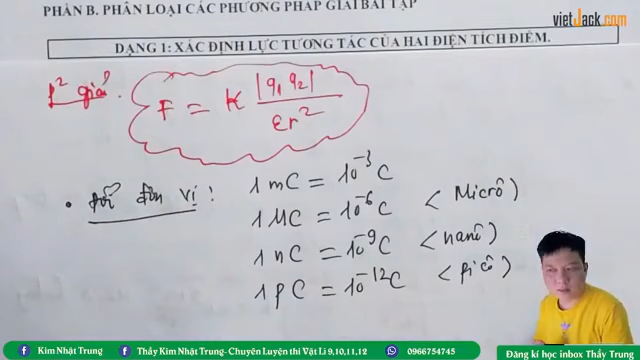 vietJack.com
PHẦN B. PHÂN LOẠI CÁC PHƯƠNG PHÁP GIẢI BÀI TẬP
DẠNG 1: XÁC ĐỊNH LỰC TƯƠNG TÁC CỦA HAI ĐIỆN TÍCH ĐIỂM.
p² giải.
F = K |q₁ q₂| / εr²
• Đổi đơn vị:
1 mC = 10⁻³ C
1 μC = 10⁻⁶ C (Micrô)
1 nC = 10⁻⁹ C (nanô)
1 pC = 10⁻¹² C (picô)
Kim Nhật Trung
Thầy Kim Nhật Trung- Chuyên Luyện thi Vật Lí 9,10,11,12
0966754745
Đăng kí học inbox Thầy Trung